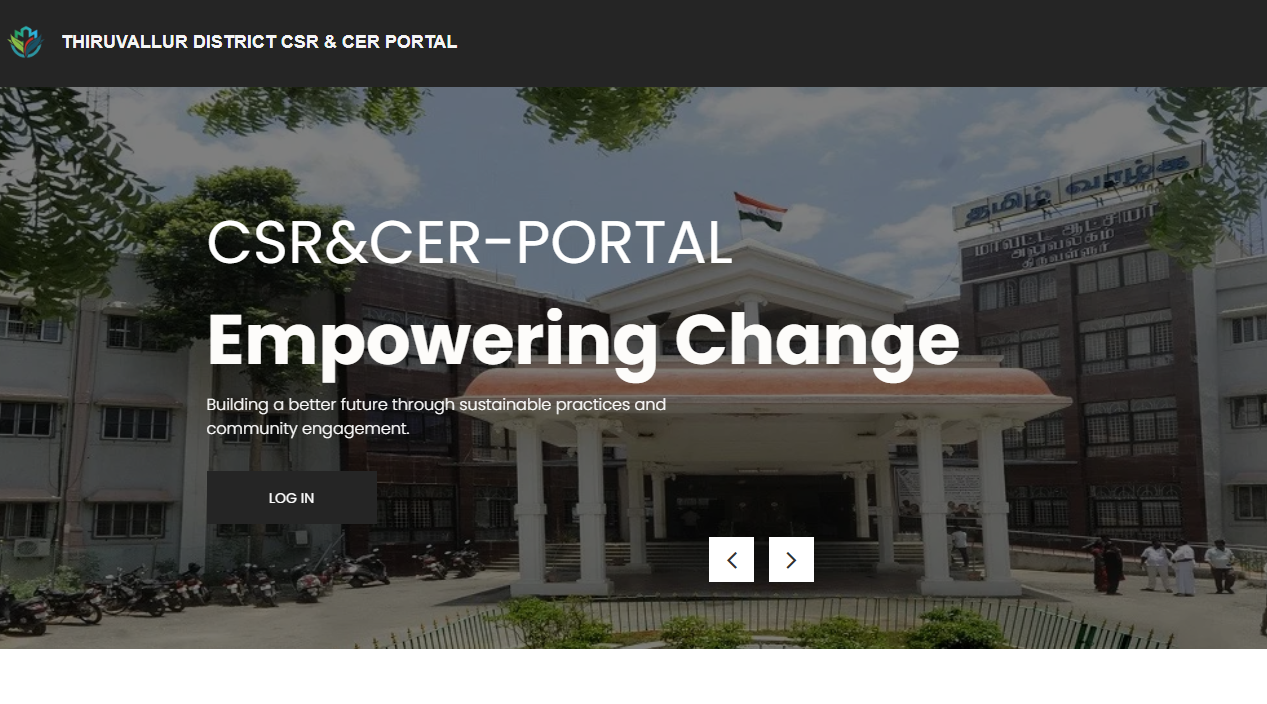 THIRUVALLUR DISTRICT CSR & CER PORTAL
தமிழ் வாழ்க
மாவட்ட ஆட்சியர்
அலுவலகம்
திருவள்ளூர்
CSR&CER-PORTAL
Empowering Change
Building a better future through sustainable practices and
community engagement.
LOG IN